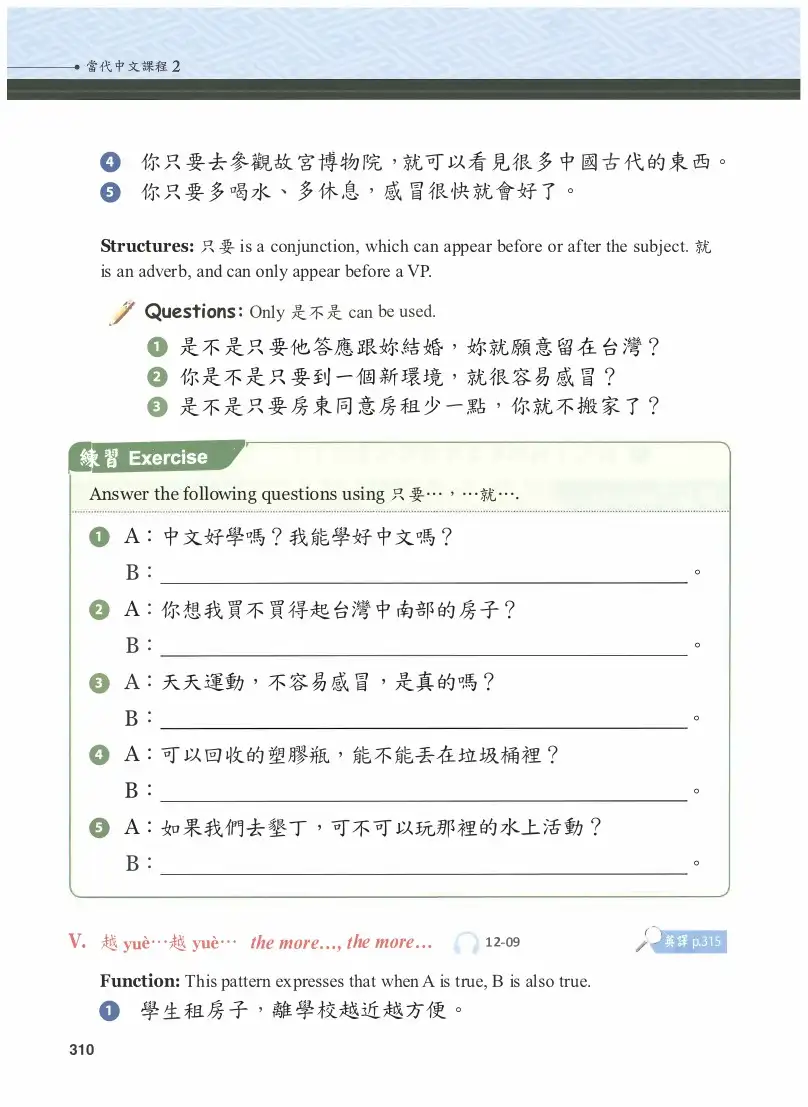 當代中文課程 2
4 你只要去參觀故宮博物院，就可以看見很多中國古代的東西。
5 你只要多喝水、多休息，感冒很快就會好了。
Structures: 只要 is a conjunction, which can appear before or after the subject. 就
is an adverb, and can only appear before a VP.
Questions: Only 是不是 can be used.
1 是不是只要他答應跟妳結婚，妳就願意留在台灣？
2 你是不是只要到一個新環境，就很容易感冒？
3 是不是只要房東同意房租少一點，你就不搬家了？
練習 Exercise
Answer the following questions using 只要…，…就….
1 A：中文好學嗎？我能學好中文嗎？
B：________________。
2 A：你想我買不買得起台灣中南部的房子？
B：________________。
3 A：天天運動，不容易感冒，是真的嗎？
B：________________。
4 A：可以回收的塑膠瓶，能不能丟在垃圾桶裡？
B：________________。
5 A：如果我們去墾丁，可不可以玩那裡的水上活動？
B：________________。
V. 越 yuè…越 yuè… the more…, the more… 12-09 英譯 p.315
Function: This pattern expresses that when A is true, B is also true.
1 學生租房子，離學校越近越方便。
310